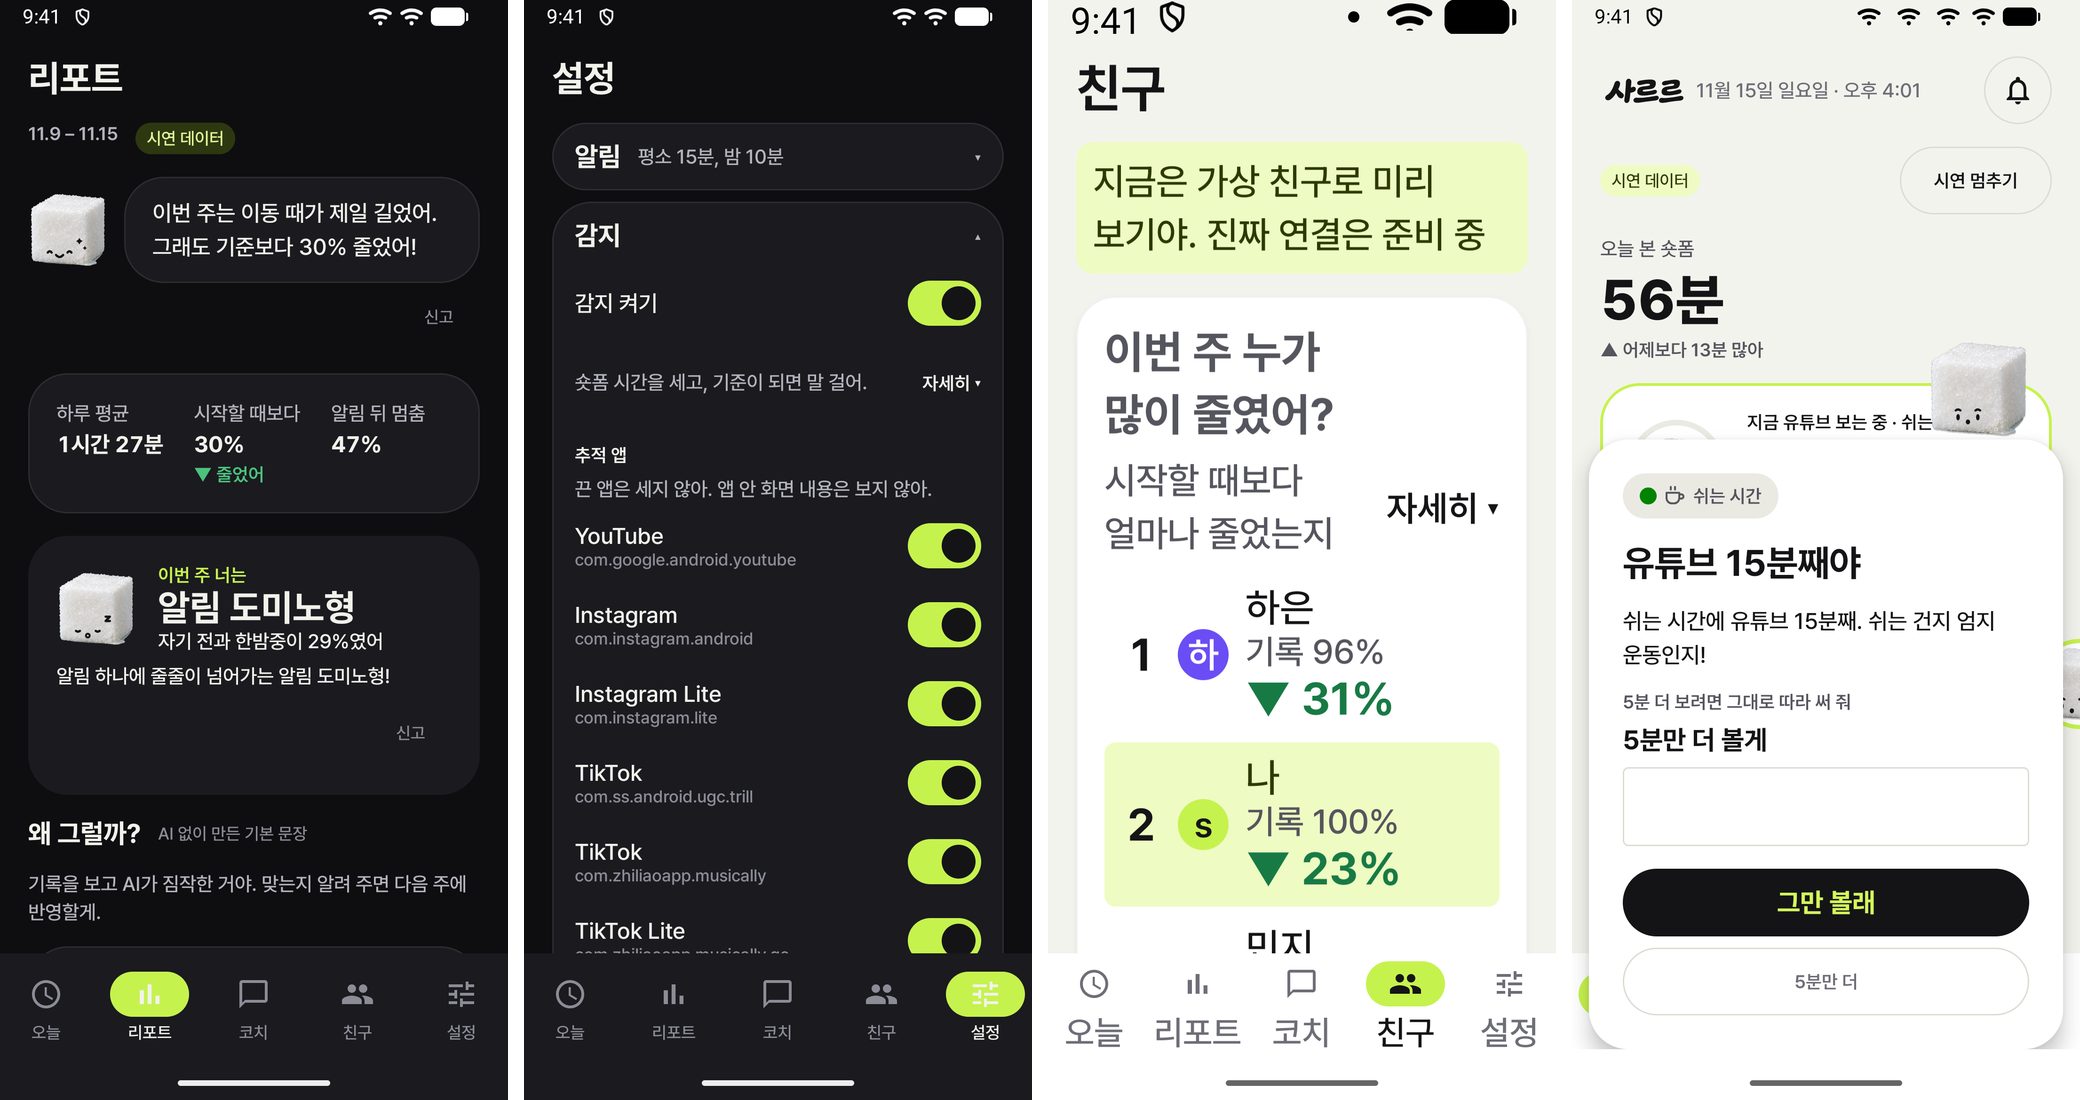 9:41
리포트
11.9 – 11.15 시연 데이터
이번 주는 이동 때가 제일 길었어.
그래도 기준보다 30% 줄었어!
신고
하루 평균 시작할 때보다 알림 뒤 멈춤
1시간 27분 30% 47%
▼ 줄었어
이번 주 너는
알림 도미노형
자기 전과 한밤중이 29%였어
알림 하나에 줄줄이 넘어가는 알림 도미노형!
신고
왜 그럴까? AI 없이 만든 기본 문장
기록을 보고 AI가 짐작한 거야. 맞는지 알려 주면 다음 주에
반영할게.
오늘 리포트 코치 친구 설정
9:41
설정
알림 평소 15분, 밤 10분 ▾
감지 ▴
감지 켜기
숏폼 시간을 세고, 기준이 되면 말 걸어. 자세히 ▾
추적 앱
끈 앱은 세지 않아. 앱 안 화면 내용은 보지 않아.
YouTube
com.google.android.youtube
Instagram
com.instagram.android
Instagram Lite
com.instagram.lite
TikTok
com.ss.android.ugc.trill
TikTok
com.zhiliaoapp.musically
TikTok Lite
오늘 리포트 코치 친구 설정
9:41
친구
지금은 가상 친구로 미리
보기야. 진짜 연결은 준비 중
이번 주 누가
많이 줄였어?
시작할 때보다
얼마나 줄었는지
자세히 ▾
하은
1 하 기록 96%
▼ 31%
나
2 s 기록 100%
▼ 23%
민지
오늘 리포트 코치 친구 설정
9:41
사르르 11월 15일 일요일 · 오후 4:01
시연 데이터 시연 멈추기
오늘 본 숏폼
56분
▲ 어제보다 13분 많아
지금 유튜브 보는 중 · 쉬는
쉬는 시간
유튜브 15분째야
쉬는 시간에 유튜브 15분째. 쉬는 건지 엄지
운동인지!
5분 더 보려면 그대로 따라 써 줘
5분만 더 볼게
그만 볼래
5분만 더